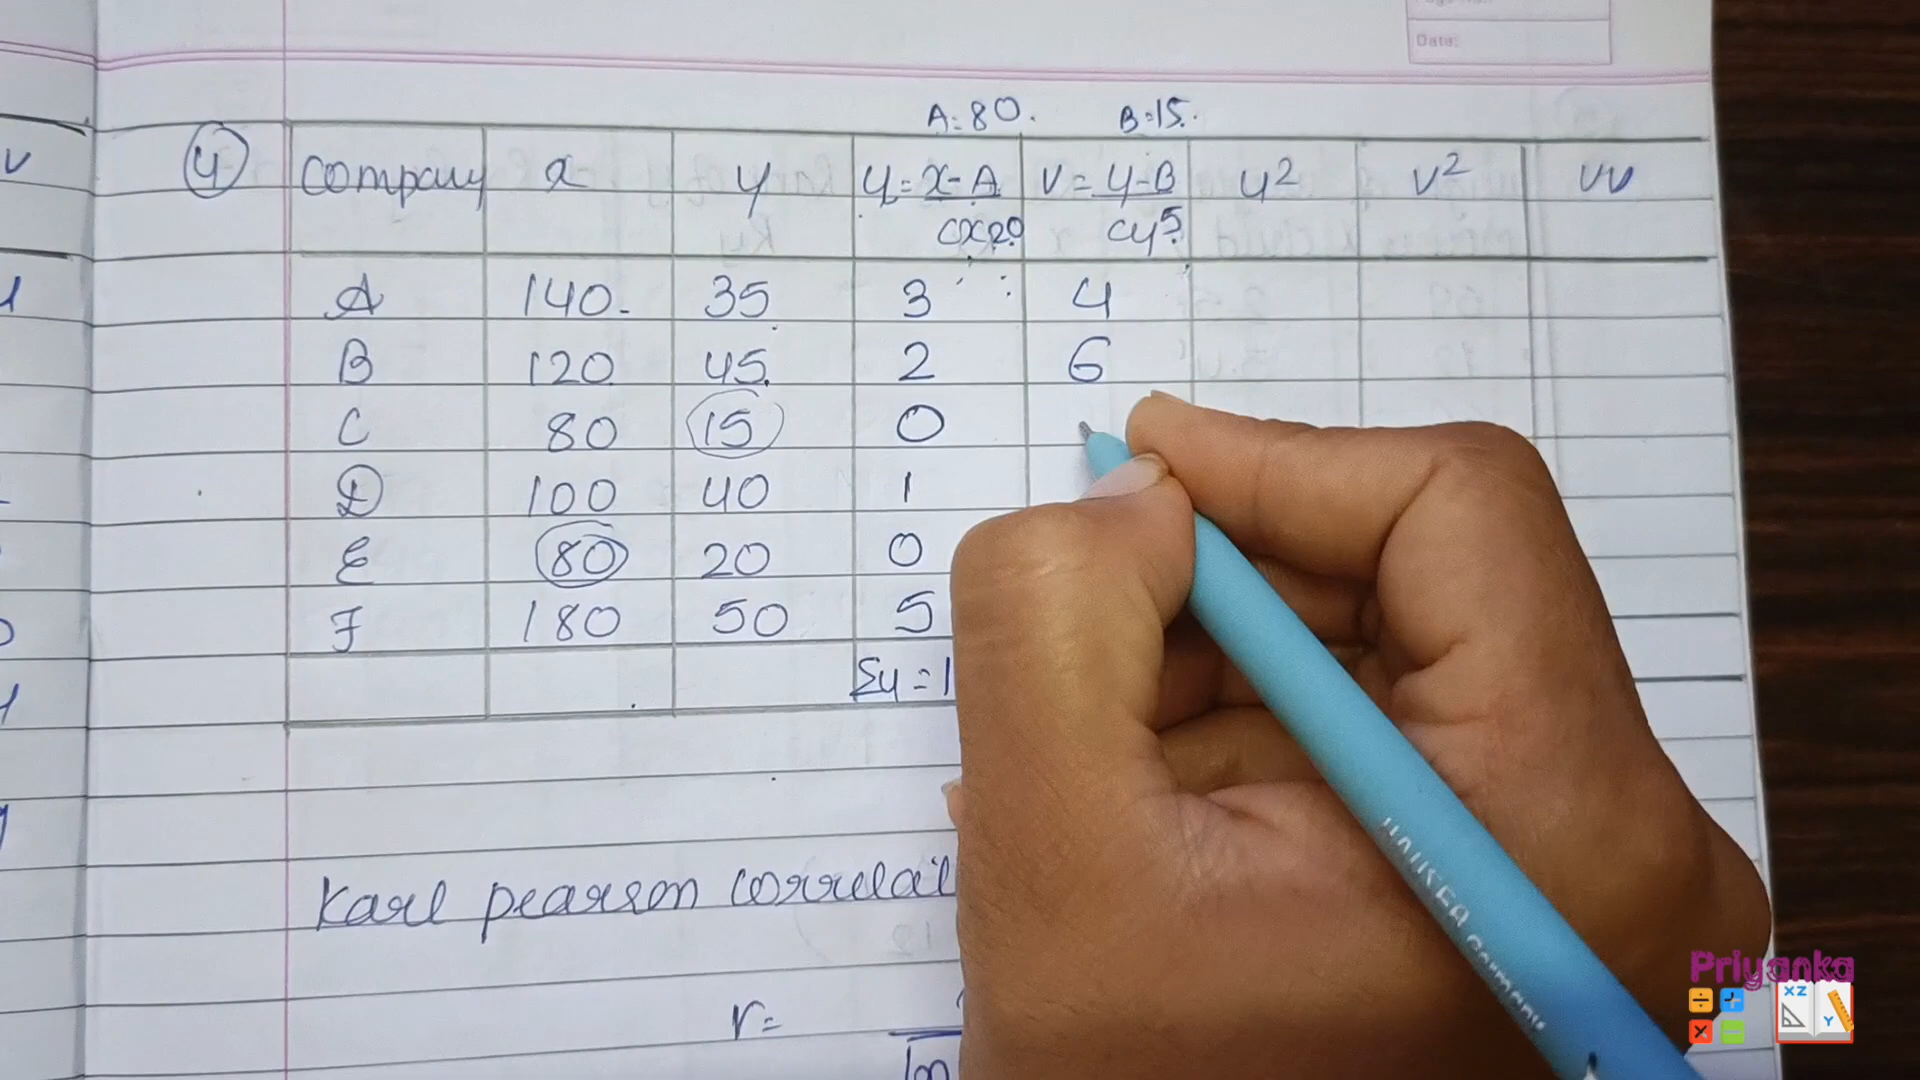 Date:
A=80. B=15.
4 company x y u=x-A/cx20 v=y-B/cy5 u2 v2 uv
A 140. 35 3 4
B 120 45 2 6
C 80 15 0
D 100 40 1
E 80 20 0
F 180 50 5
Σu=1
Karl pearson correlat
r=
Priyanka
XZ
Y